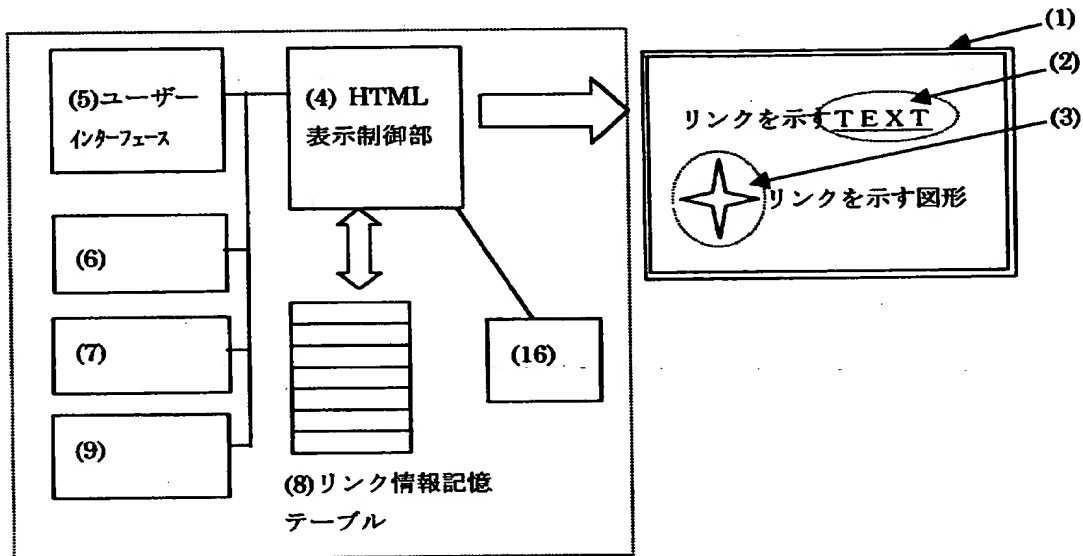 (1)
(2)
(3)
リンクを示すTEXT
リンクを示す図形
(5)ユーザー
インターフェース
(4) HTML
表示制御部
(6)
(7)
(9)
(16)
(8)リンク情報記憶
テーブル